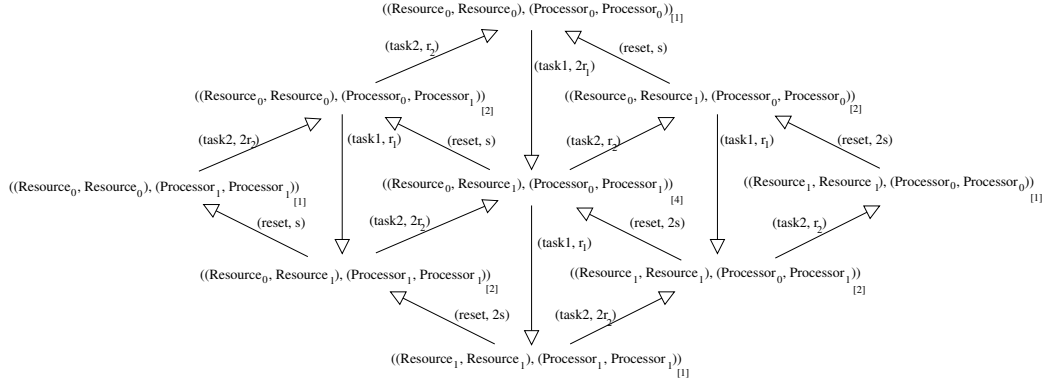 ((Resource₀, Resource₀), (Processor₀, Processor₀))[1]
(task2, r₂)
(reset, s)
(task1, 2r₁)
((Resource₀, Resource₀), (Processor₀, Processor₁))[2]
((Resource₀, Resource₁), (Processor₀, Processor₀))[2]
(task2, 2r₂)
(task1, r₁)
(reset, s)
(task2, r₂)
(task1, r₁)
(reset, 2s)
((Resource₀, Resource₀), (Processor₁, Processor₁))[1]
((Resource₀, Resource₁), (Processor₀, Processor₁))[4]
((Resource₁, Resource₁), (Processor₀, Processor₀))[1]
(reset, s)
(task2, 2r₂)
(task1, r₁)
(reset, 2s)
(task2, r₂)
((Resource₀, Resource₁), (Processor₁, Processor₁))[2]
((Resource₁, Resource₁), (Processor₀, Processor₁))[2]
(reset, 2s)
(task2, 2r₂)
((Resource₁, Resource₁), (Processor₁, Processor₁))[1]